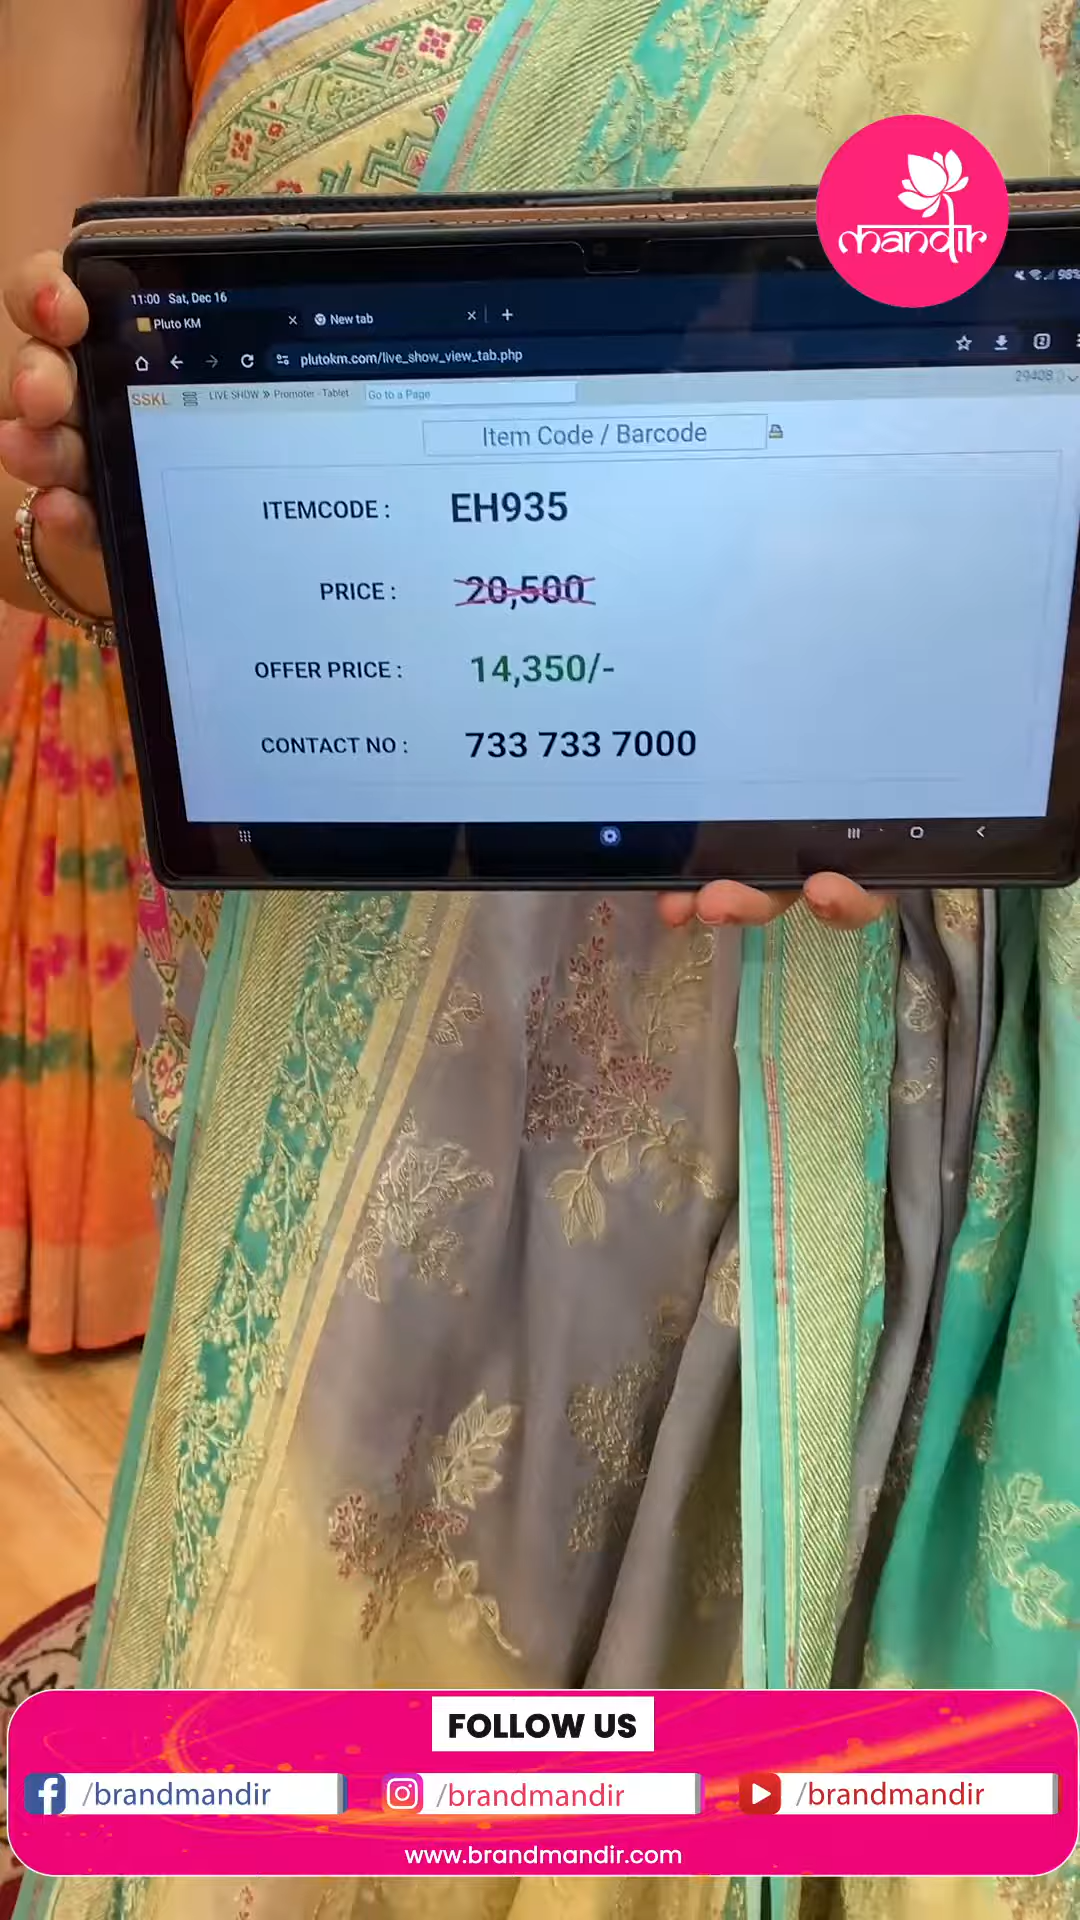 mandir
11:00 Sat, Dec 16
98%
Pluto KM
New tab
plutokm.com/live_show_view_tab.php
SSKL
LIVE SHOW » Promoter - Tablet
Go to a Page
Item Code / Barcode
ITEMCODE : EH935
PRICE : 20,500
OFFER PRICE : 14,350/-
CONTACT NO : 733 733 7000
FOLLOW US
/brandmandir /brandmandir /brandmandir
www.brandmandir.com